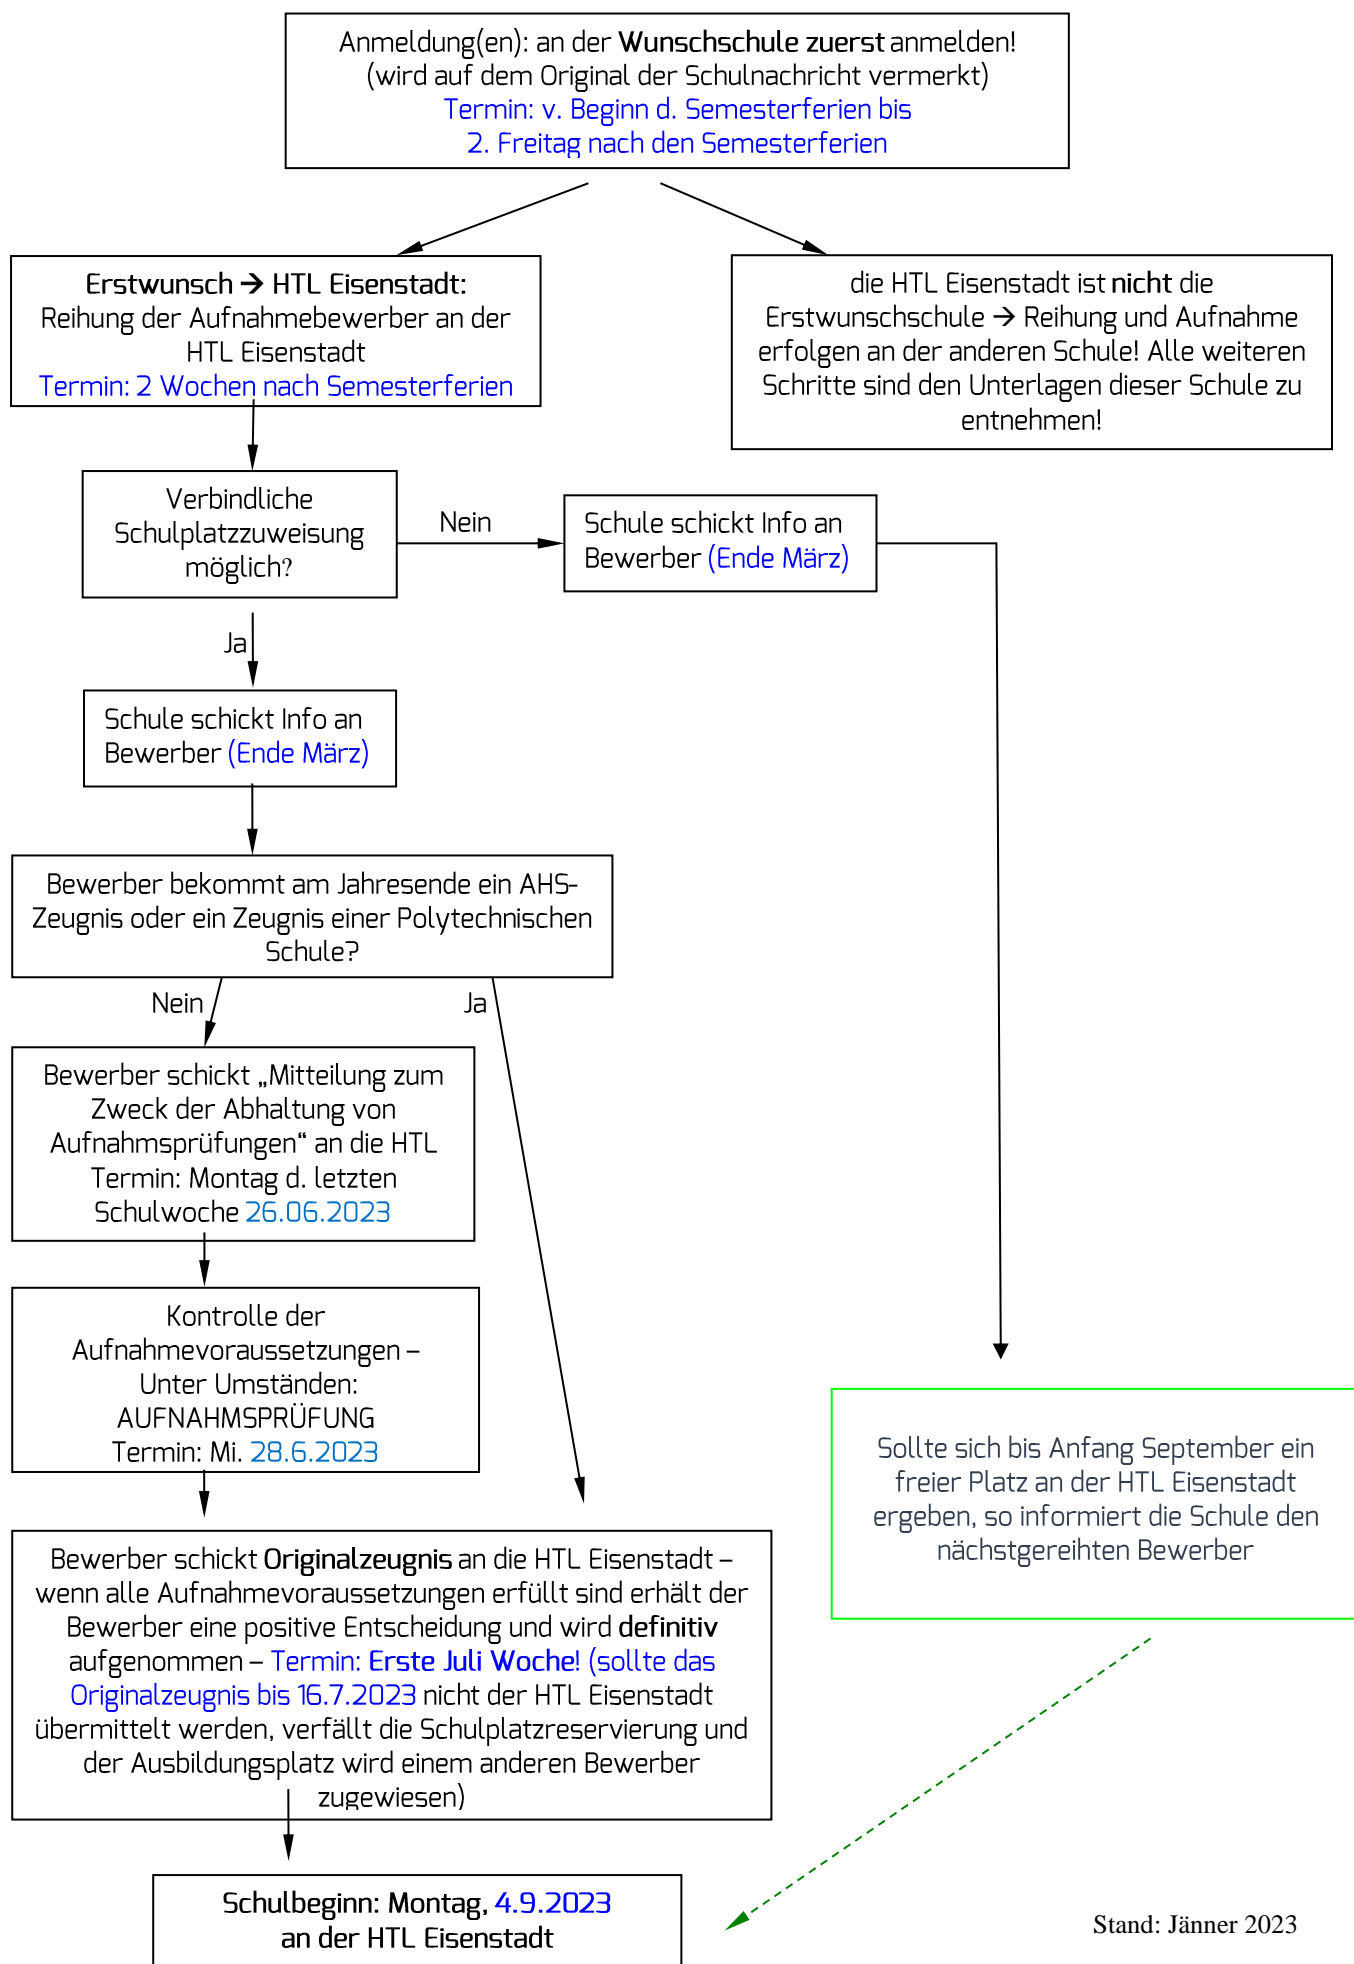 Anmeldung(en): an der Wunschschule zuerst anmelden!
(wird auf dem Original der Schulnachricht vermerkt)
Termin: v. Beginn d. Semesterferien bis
2. Freitag nach den Semesterferien
Erstwunsch → HTL Eisenstadt:
Reihung der Aufnahmebewerber an der
HTL Eisenstadt
Termin: 2 Wochen nach Semesterferien
die HTL Eisenstadt ist nicht die
Erstwunschschule → Reihung und Aufnahme
erfolgen an der anderen Schule! Alle weiteren
Schritte sind den Unterlagen dieser Schule zu
entnehmen!
Verbindliche
Schulplatzzuweisung
möglich?
Nein
Schule schickt Info an
Bewerber (Ende März)
Ja
Schule schickt Info an
Bewerber (Ende März)
Bewerber bekommt am Jahresende ein AHS-
Zeugnis oder ein Zeugnis einer Polytechnischen
Schule?
Nein
Ja
Bewerber schickt „Mitteilung zum
Zweck der Abhaltung von
Aufnahmsprüfungen“ an die HTL
Termin: Montag d. letzten
Schulwoche 26.06.2023
Kontrolle der
Aufnahmevoraussetzungen –
Unter Umständen:
AUFNAHMSPRÜFUNG
Termin: Mi. 28.6.2023
Sollte sich bis Anfang September ein
freier Platz an der HTL Eisenstadt
ergeben, so informiert die Schule den
nächstgereihten Bewerber
Bewerber schickt Originalzeugnis an die HTL Eisenstadt –
wenn alle Aufnahmevoraussetzungen erfüllt sind erhält der
Bewerber eine positive Entscheidung und wird definitiv
aufgenommen – Termin: Erste Juli Woche! (sollte das
Originalzeugnis bis 16.7.2023 nicht der HTL Eisenstadt
übermittelt werden, verfällt die Schulplatzreservierung und
der Ausbildungsplatz wird einem anderen Bewerber
zugewiesen)
Schulbeginn: Montag, 4.9.2023
an der HTL Eisenstadt
Stand: Jänner 2023